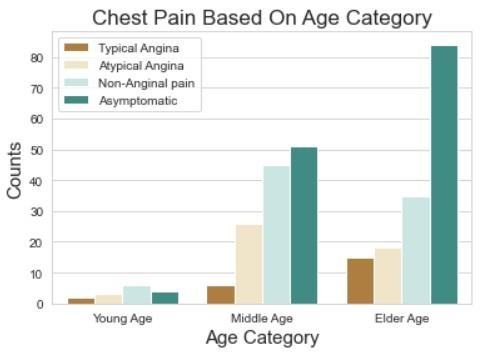 Chest Pain Based On Age Category
Typical Angina
Atypical Angina
Non-Anginal pain
Asymptomatic
Counts
80
70
60
50
40
30
20
10
0
Young Age
Middle Age
Elder Age
Age Category